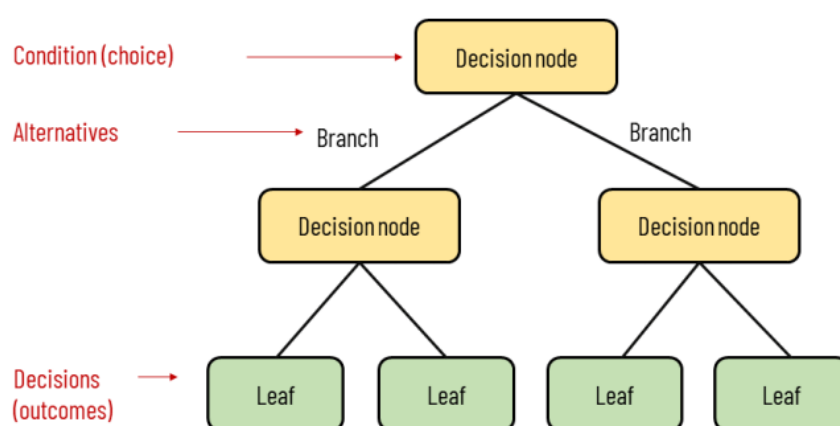 Condition (choice)
Decision node
Alternatives
Branch
Branch
Decision node
Decision node
Decisions
(outcomes)
Leaf
Leaf
Leaf
Leaf